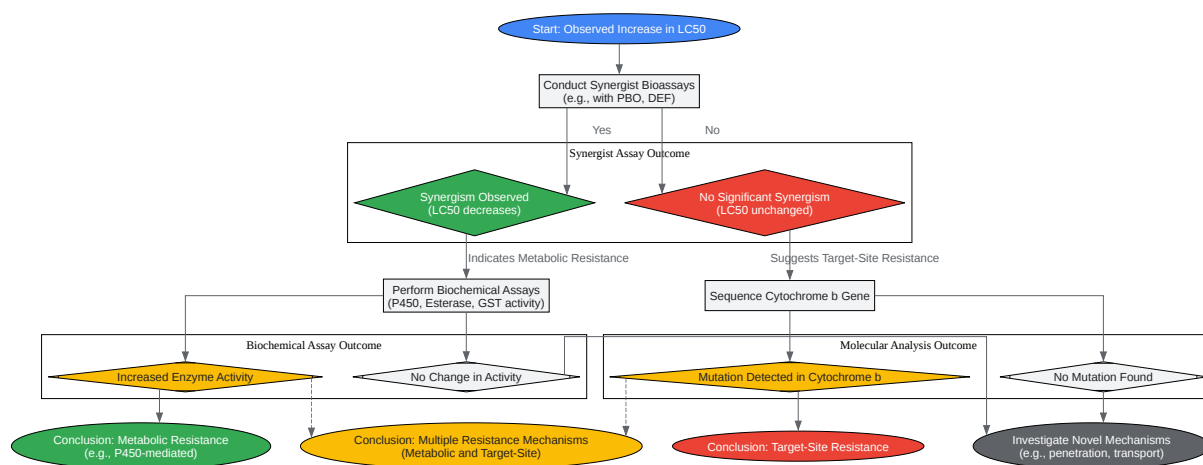 Start: Observed Increase in LC50
Conduct Synergist Bioassays
(e.g., with PBO, DEF)
Yes
No
Synergist Assay Outcome
Synergism Observed
(LC50 decreases)
No Significant Synergism
(LC50 unchanged)
Indicates Metabolic Resistance
Suggests Target-Site Resistance
Perform Biochemical Assays
(P450, Esterase, GST activity)
Sequence Cytochrome b Gene
Biochemical Assay Outcome
Molecular Analysis Outcome
Increased Enzyme Activity
No Change in Activity
Mutation Detected in Cytochrome b
No Mutation Found
Conclusion: Metabolic Resistance
(e.g., P450-mediated)
Conclusion: Multiple Resistance Mechanisms
(Metabolic and Target-Site)
Conclusion: Target-Site Resistance
Investigate Novel Mechanisms
(e.g., penetration, transport)